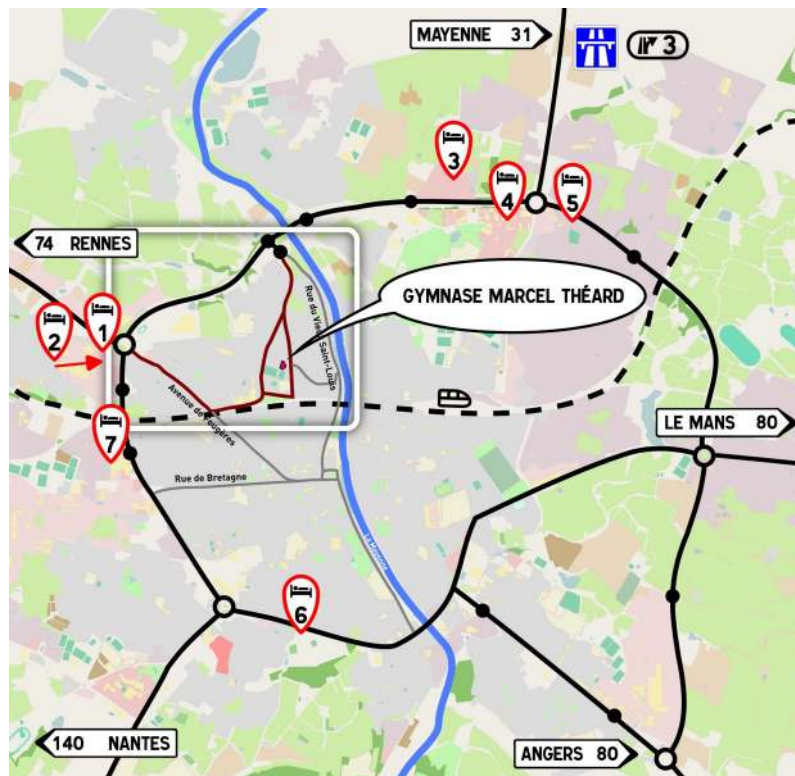 MAYENNE 31
3
3
4
5
74 RENNES
GYMNASE MARCEL THÉARD
Rue du Vieux Saint-Louis
1
2
Avenue de Fougères
7
LE MANS 80
Rue de Bretagne
La Mayenne
6
140 NANTES
ANGERS 80